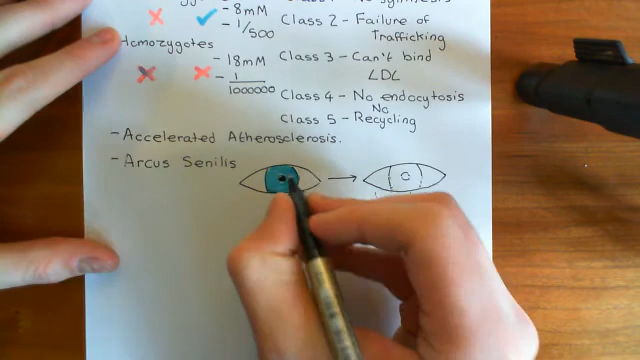 - 8mM
- 1/500
Class 2 - Failure of
Trafficking
Homozygotes
- 18mM
- 1
1000000
Class 3 - Can't bind
LDL
Class 4 - No endocytosis
Class 5 - No Recycling
- Accelerated Atherosclerosis.
- Arcus Senilis